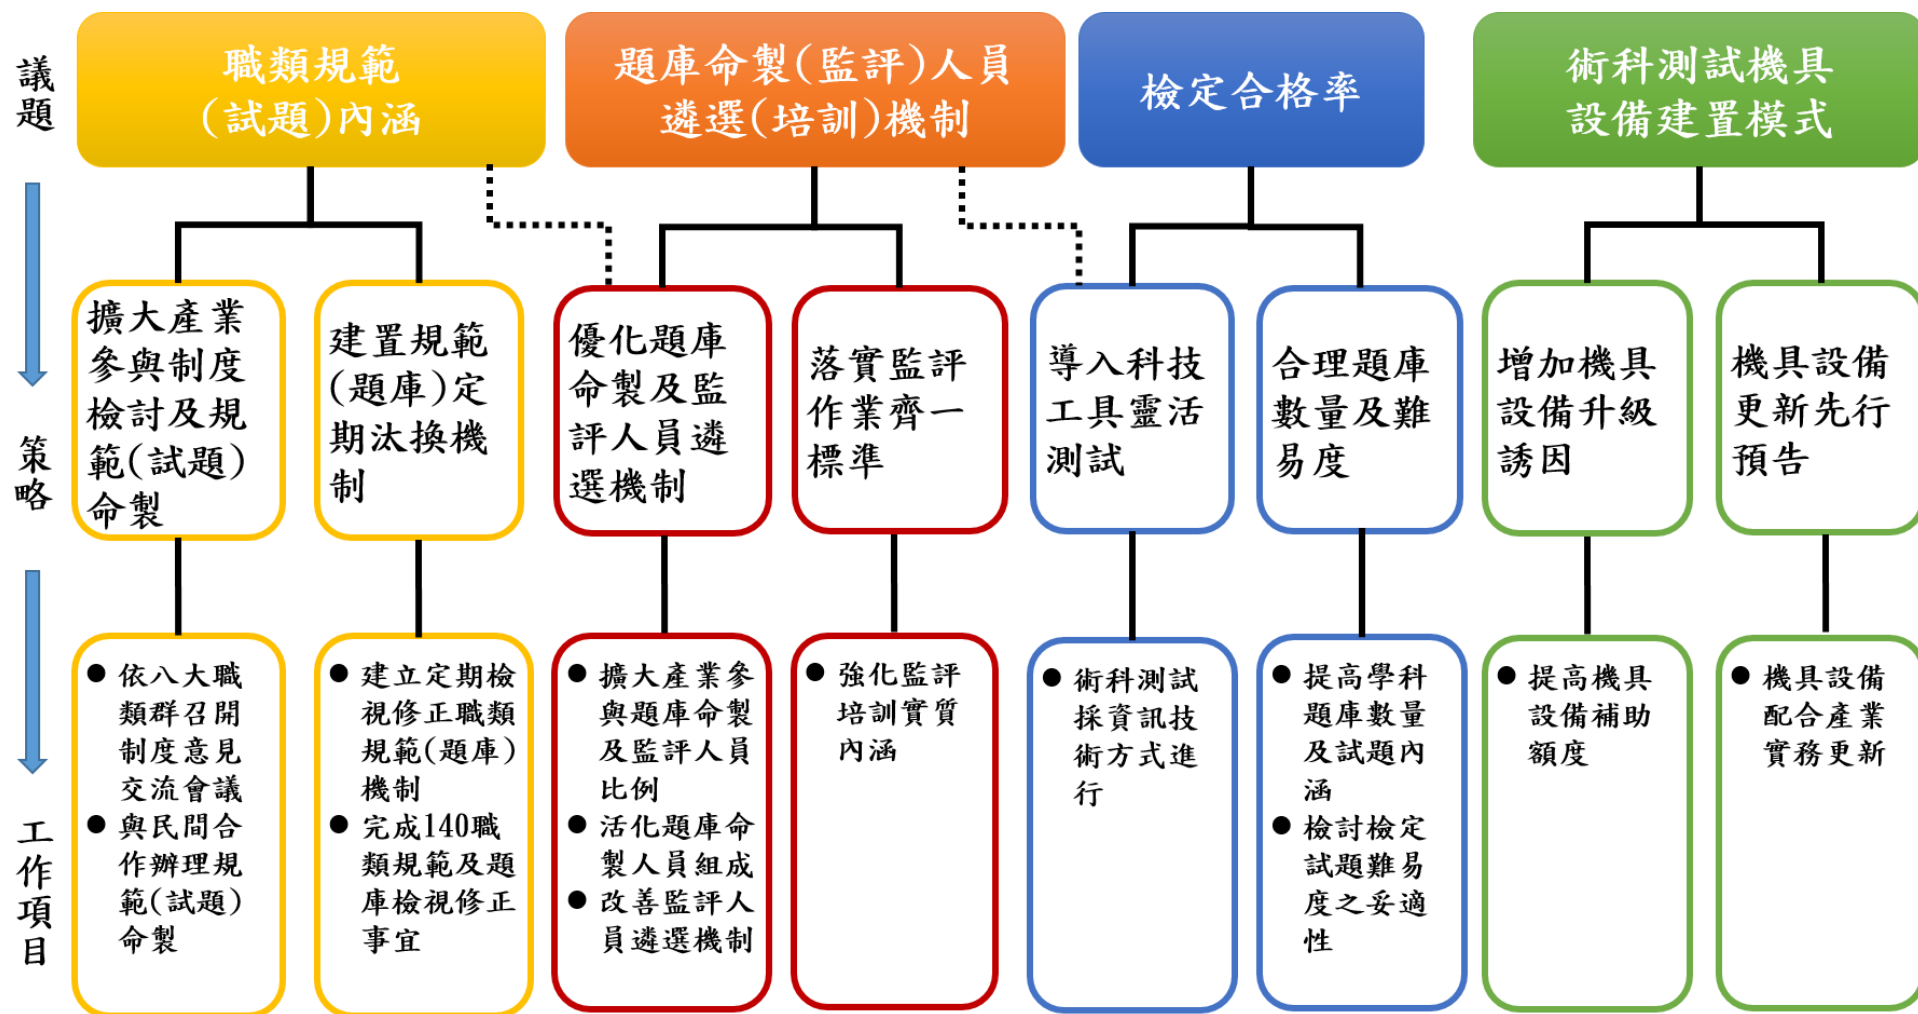 議題
職類規範
(試題)內涵
題庫命製(監評)人員
遴選(培訓)機制
檢定合格率
術科測試機具
設備建置模式
策略
擴大產業
參與制度
檢討及規
範(試題)
命製
建置規範
(題庫)定
期汰換機
制
優化題庫
命製及監
評人員遴
選機制
落實監評
作業齊一
標準
導入科技
工具靈活
測試
合理題庫
數量及難
易度
增加機具
設備升級
誘因
機具設備
更新先行
預告
工作項目
● 依八大職
類群召開
制度意見
交流會議
● 與民間合
作辦理規
範(試題)
命製
● 建立定期檢
視修正職類
規範(題庫)
機制
● 完成140職
類規範及題
庫檢視修正
事宜
● 擴大產業參
與題庫命製
及監評人員
比例
● 活化題庫命
製人員組成
● 改善監評人
員遴選機制
● 強化監評
培訓實質
內涵
● 術科測試
採資訊技
術方式進
行
● 提高學科
題庫數量
及試題內
涵
● 檢討檢定
試題難易
度之妥適
性
● 提高機具
設備補助
額度
● 機具設備
配合產業
實務更新